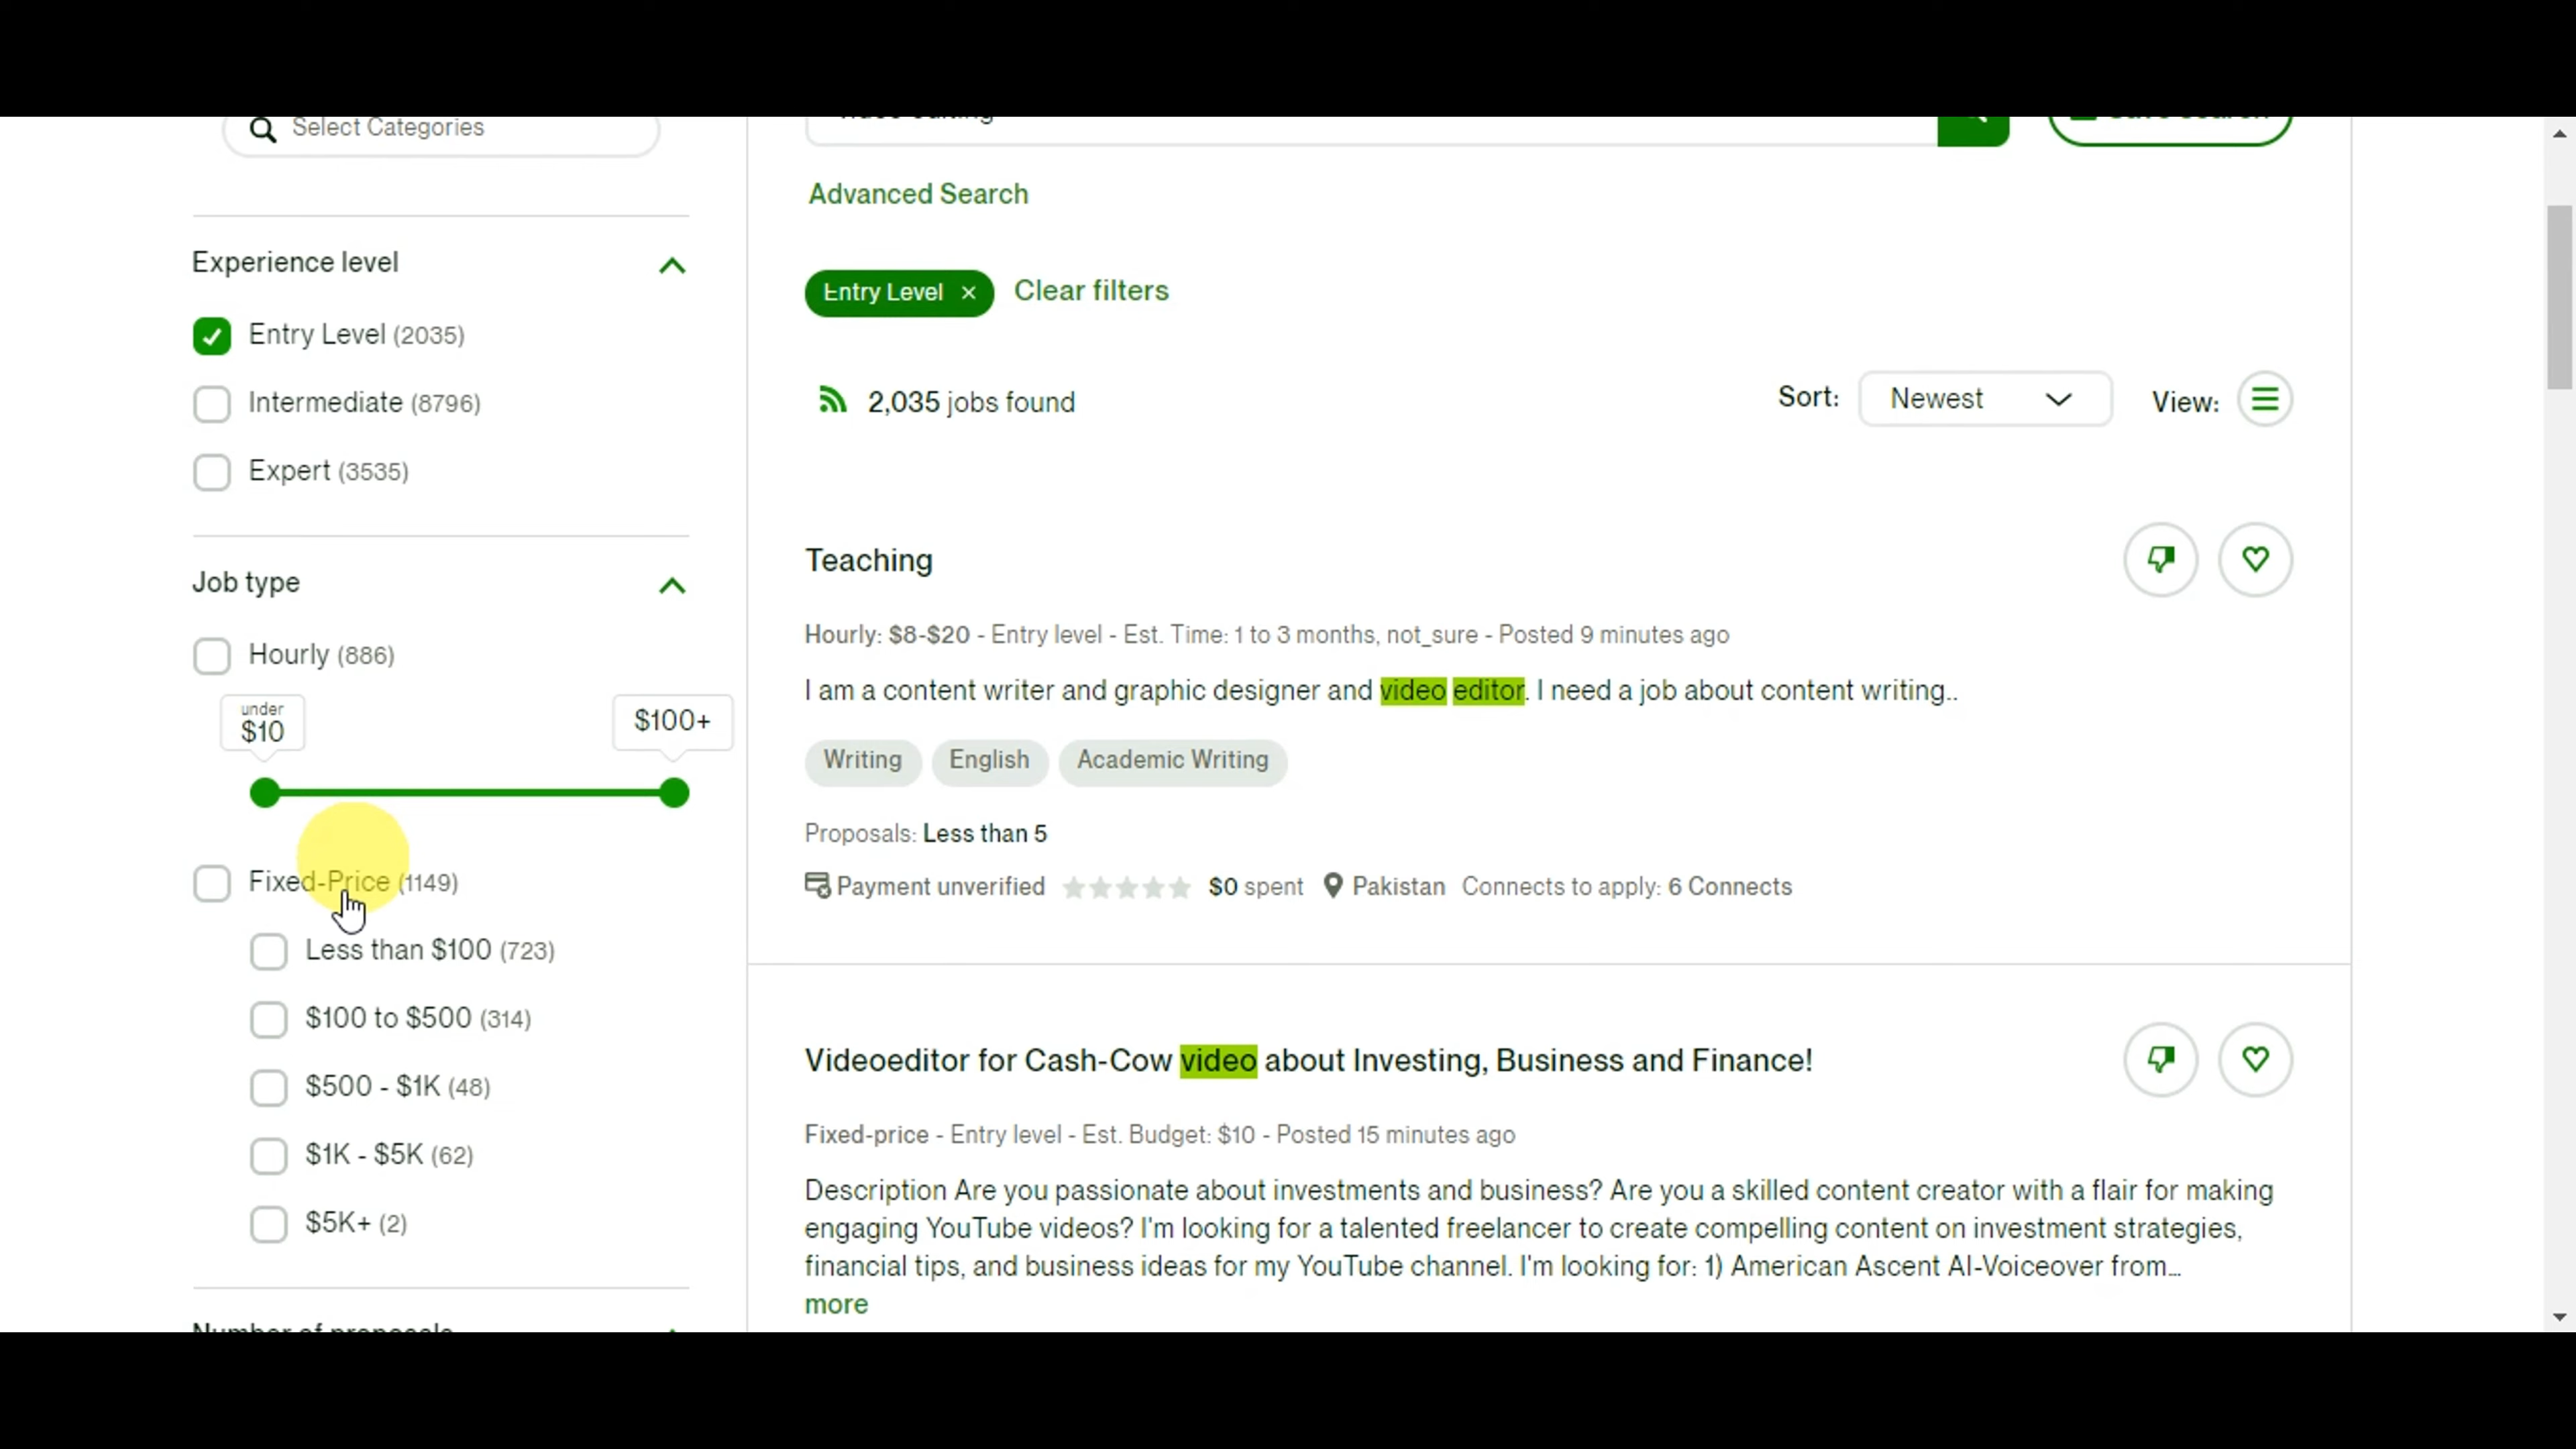 Select Categories
Experience level
Entry Level (2035)
Intermediate (8796)
Expert (3535)
Job type
Hourly (886)
under
$10
$100+
Fixed-Price (1149)
Less than $100 (723)
$100 to $500 (314)
$500 - $1K (48)
$1K - $5K (62)
$5K+ (2)
Number of proposals
video editing
Save search
Advanced Search
Entry Level × Clear filters
2,035 jobs found
Sort: Newest View:
Teaching
Hourly: $8-$20 - Entry level - Est. Time: 1 to 3 months, not_sure - Posted 9 minutes ago
I am a content writer and graphic designer and video editor. I need a job about content writing..
Writing English Academic Writing
Proposals: Less than 5
Payment unverified $0 spent Pakistan Connects to apply: 6 Connects
Videoeditor for Cash-Cow video about Investing, Business and Finance!
Fixed-price - Entry level - Est. Budget: $10 - Posted 15 minutes ago
Description Are you passionate about investments and business? Are you a skilled content creator with a flair for making
engaging YouTube videos? I'm looking for a talented freelancer to create compelling content on investment strategies,
financial tips, and business ideas for my YouTube channel. I'm looking for: 1) American Ascent AI-Voiceover from...
more